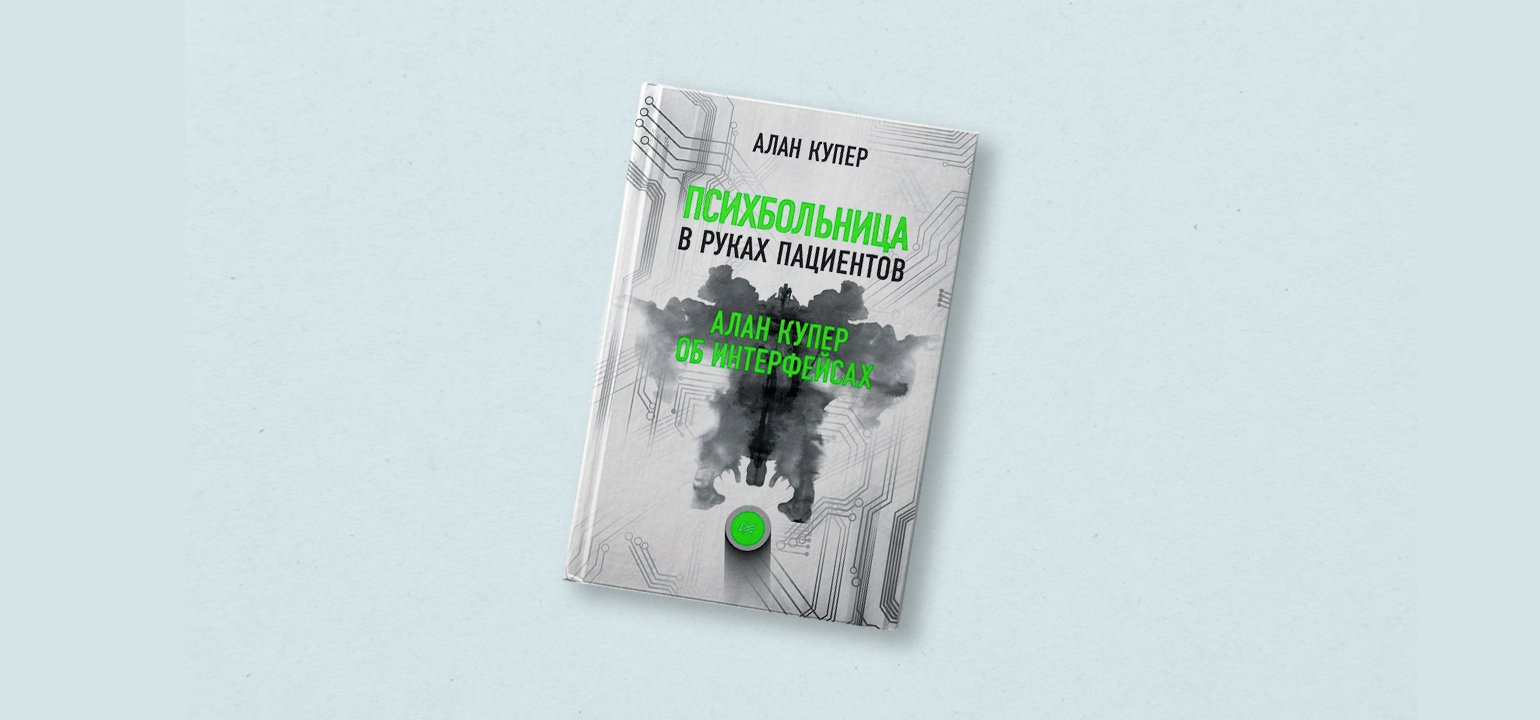 АЛАН КУПЕР
ПСИХБОЛЬНИЦА
В РУКАХ ПАЦИЕНТОВ
АЛАН КУПЕР
ОБ ИНТЕРФЕЙСАХ